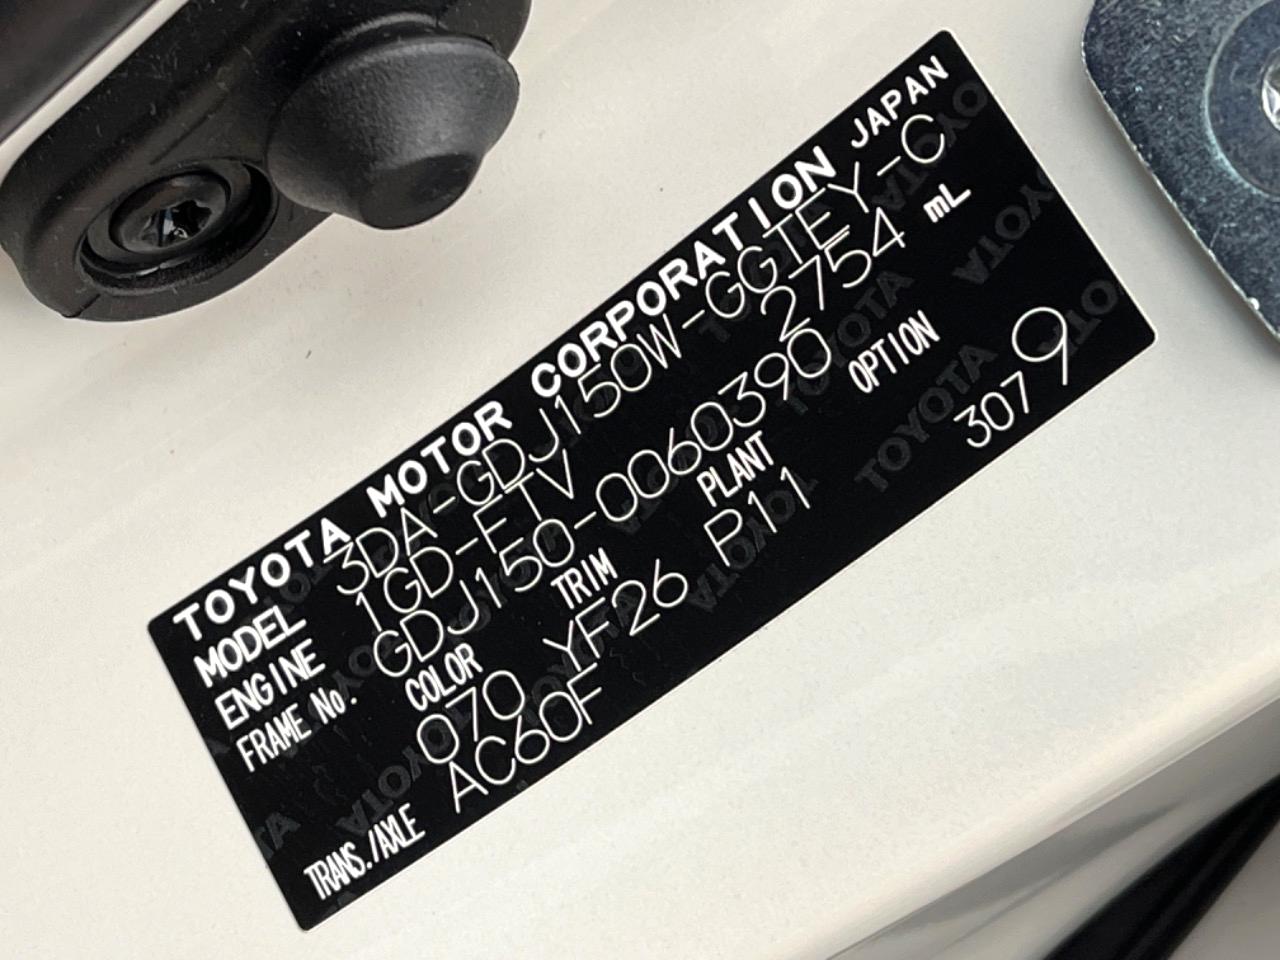 TOYOTA MOTOR CORPORATION JAPAN
MODEL 3DA-GDJ150W-GGTEY-C
ENGINE 1GD-FTV 2754 mL
FRAME No. GDJ150-0060390
COLOR TRIM PLANT OPTION
070 YF26 P11
TRANS./AXLE AC60F
3079